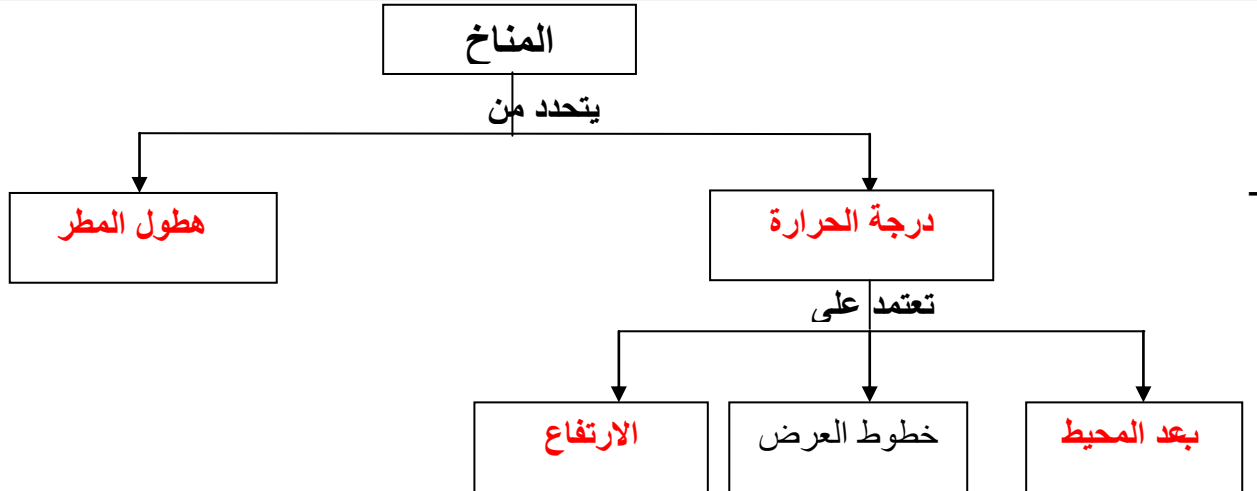 المناخ
يتحدد من
درجة الحرارة
هطول المطر
تعتمد على
بعد المحيط
خطوط العرض
الارتفاع